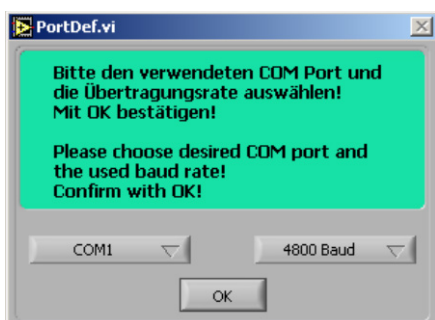 PortDef.vi
Bitte den verwendeten COM Port und
die Übertragungsrate auswählen!
Mit OK bestätigen!
Please choose desired COM port and
the used baud rate!
Confirm with OK!
COM1
4800 Baud
OK